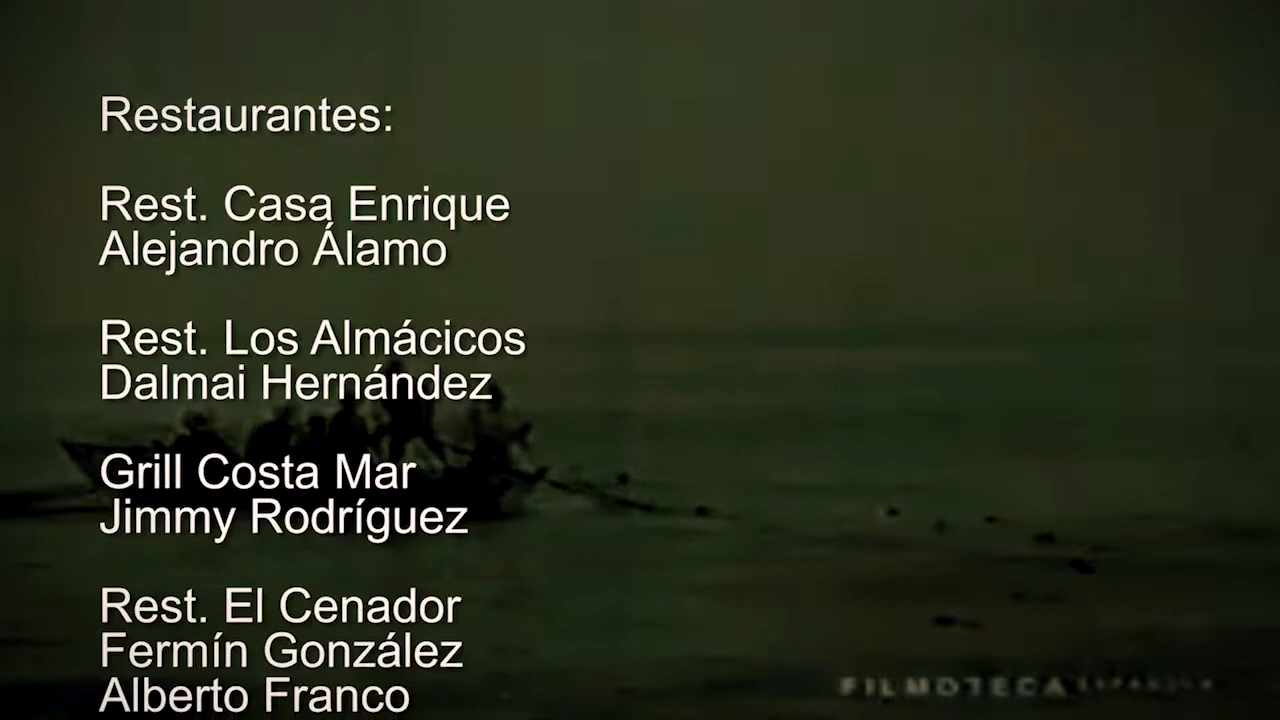 Restaurantes:
Rest. Casa Enrique
Alejandro Álamo
Rest. Los Almácicos
Dalmai Hernández
Grill Costa Mar
Jimmy Rodríguez
Rest. El Cenador
Fermín González
Alberto Franco
FILMOTECA ESPAÑOLA